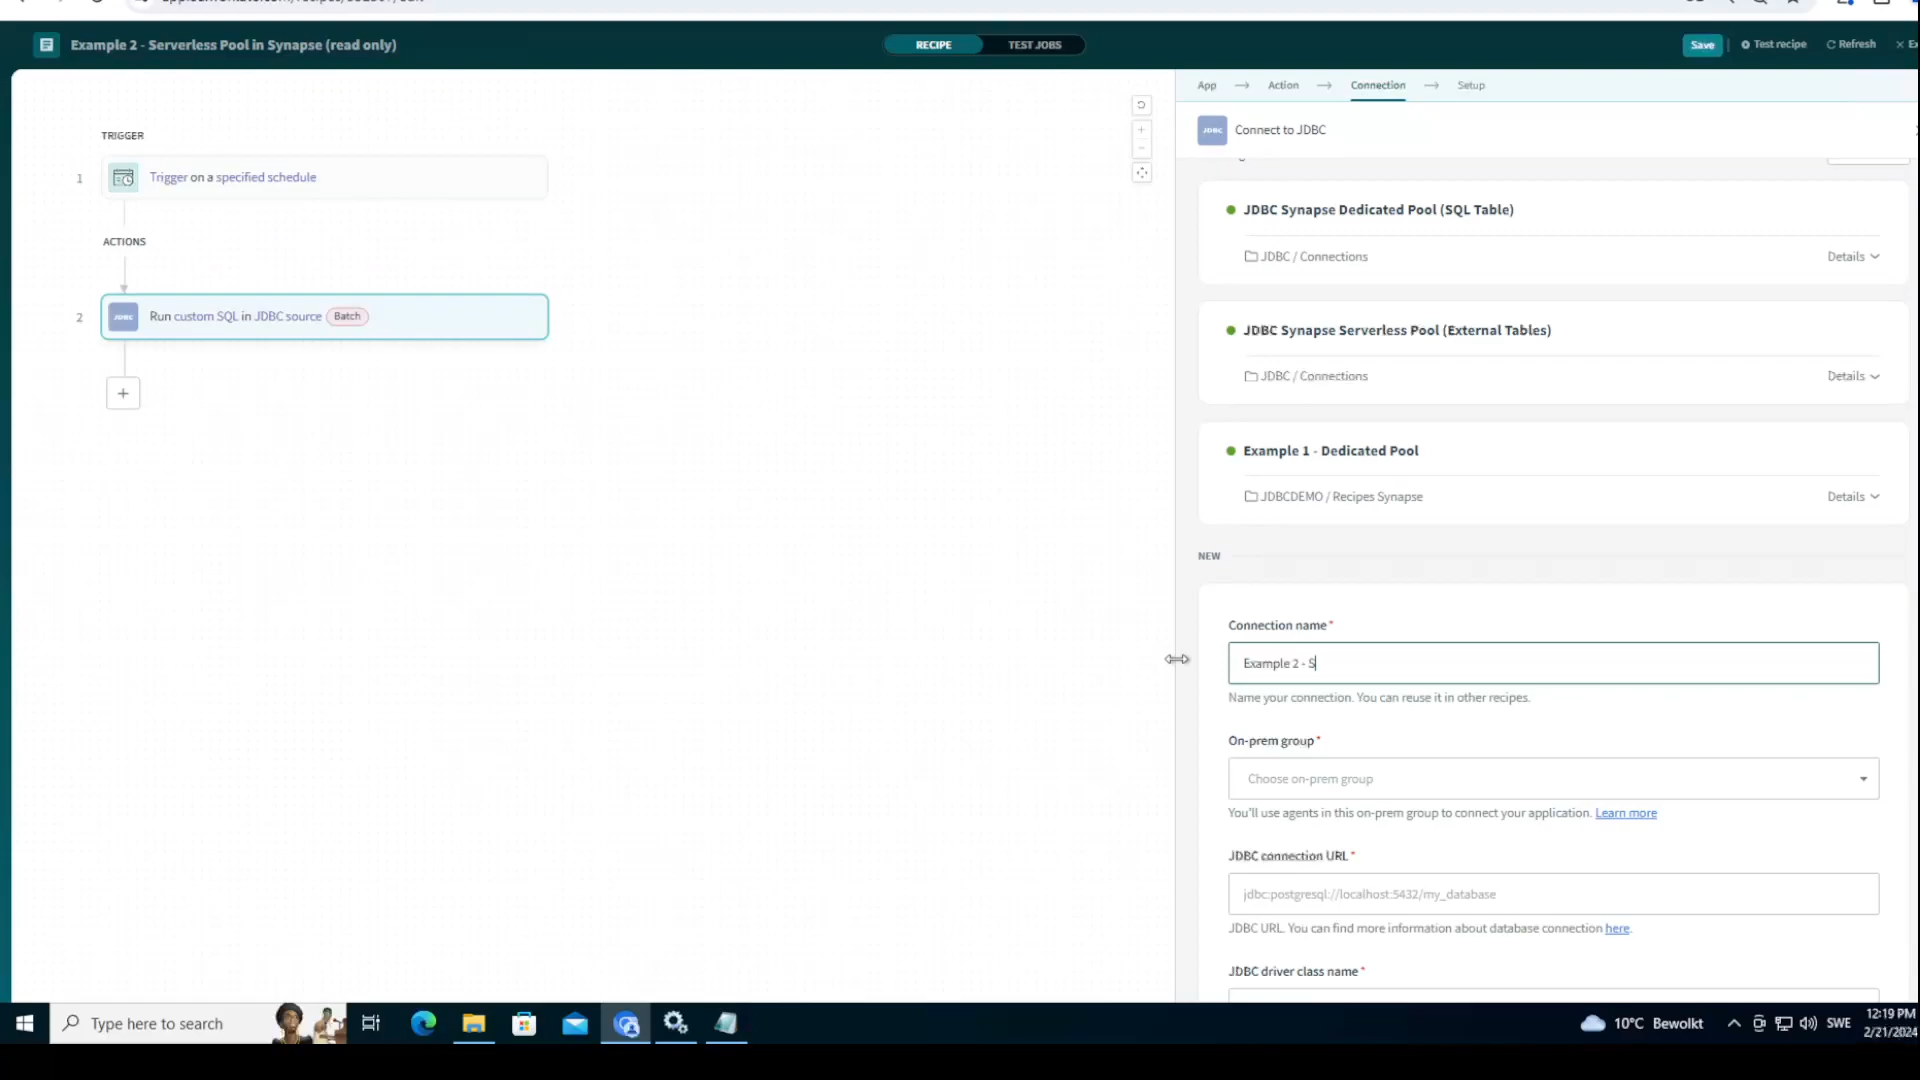 Example 2 - Serverless Pool in Synapse (read only)
RECIPE
TEST JOBS
Save
Test recipe
Refresh
App
Action
Connection
Setup
JDBC
Connect to JDBC
TRIGGER
1
Trigger on a specified schedule
ACTIONS
2
JDBC
Run custom SQL in JDBC source
Batch
JDBC Synapse Dedicated Pool (SQL Table)
JDBC / Connections
Details
JDBC Synapse Serverless Pool (External Tables)
JDBC / Connections
Details
Example 1 - Dedicated Pool
JDBCDEMO / Recipes Synapse
Details
NEW
Connection name*
Example 2 - S
Name your connection. You can reuse it in other recipes.
On-prem group*
Choose on-prem group
You'll use agents in this on-prem group to connect your application. Learn more
JDBC connection URL*
jdbc:postgresql://localhost:5432/my_database
JDBC URL. You can find more information about database connection here.
JDBC driver class name*
Type here to search
10°C Bewolkt
SWE
12:19 PM
2/21/2024